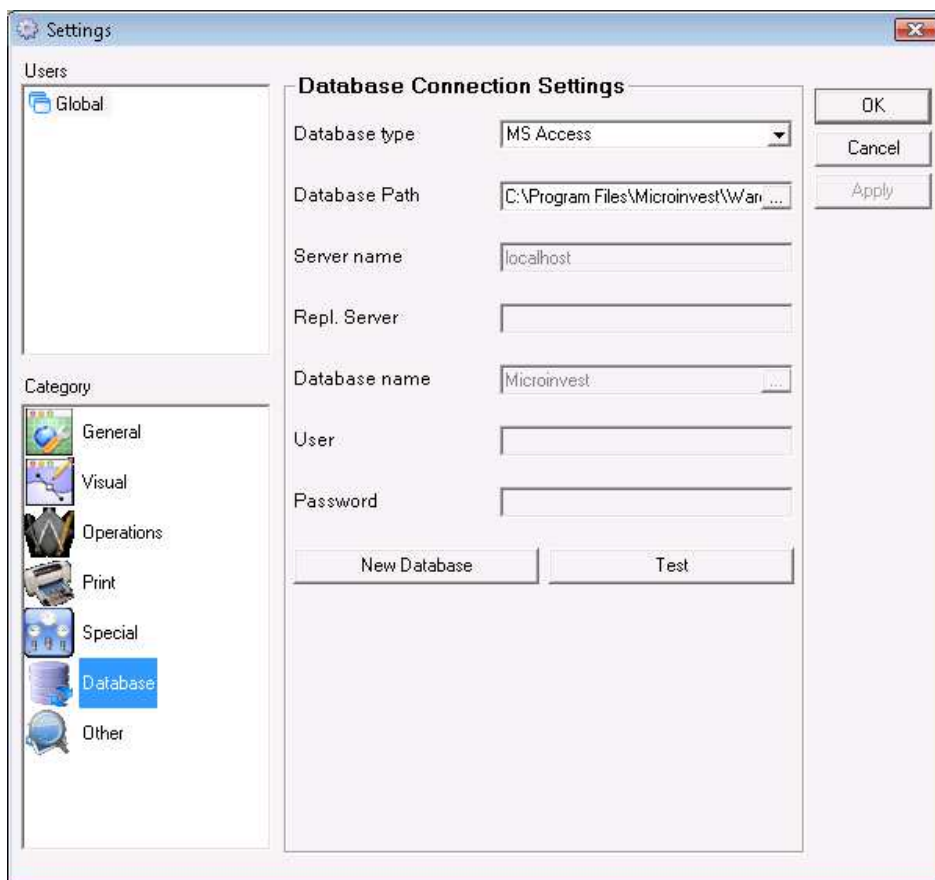 Settings
Users
Global
Category
General
Visual
Operations
Print
Special
Database
Other
Database Connection Settings
Database type MS Access
Database Path C:\Program Files\Microinvest\\ ...
Server name localhost
Repl. Server
Database name Microinvest ...
User
Password
New Database Test
OK
Cancel
Apply